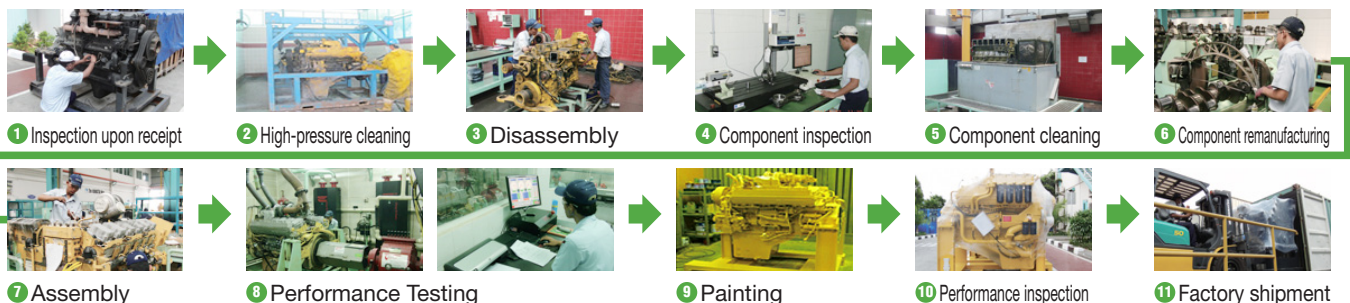 1 Inspection upon receipt
2 High-pressure cleaning
3 Disassembly
4 Component inspection
5 Component cleaning
6 Component remanufacturing
7 Assembly
8 Performance Testing
9 Painting
10 Performance inspection
11 Factory shipment
50